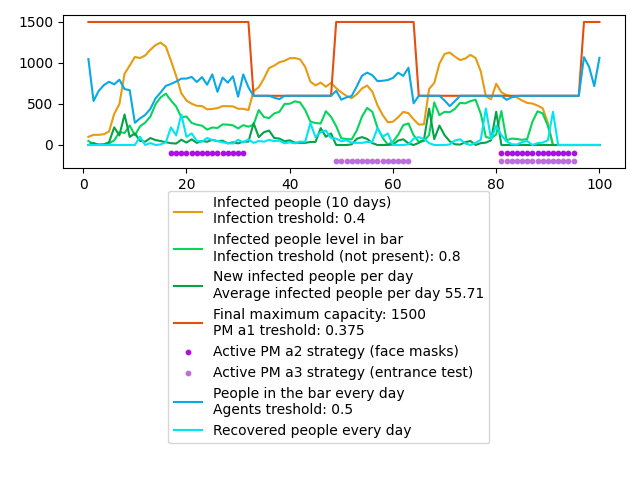 1500
1000
500
0
0 20 40 60 80 100
Infected people (10 days)
Infection treshold: 0.4
Infected people level in bar
Infection treshold (not present): 0.8
New infected people per day
Average infected people per day 55.71
Final maximum capacity: 1500
PM a1 treshold: 0.375
Active PM a2 strategy (face masks)
Active PM a3 strategy (entrance test)
People in the bar every day
Agents treshold: 0.5
Recovered people every day